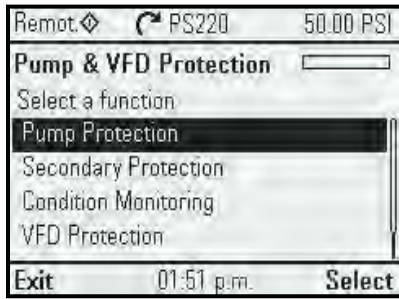 Remot. PS220 50.00 PSI
Pump & VFD Protection
Select a function
Pump Protection
Secondary Protection
Condition Monitoring
VFD Protection
Exit 01:51 p.m. Select